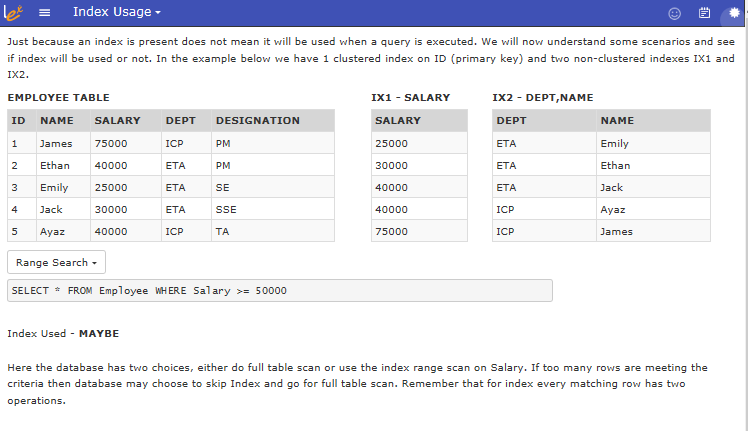 Lex Index Usage
Just because an index is present does not mean it will be used when a query is executed. We will now understand some scenarios and see
if index will be used or not. In the example below we have 1 clustered index on ID (primary key) and two non-clustered indexes IX1 and
IX2.
EMPLOYEE TABLE IX1 - SALARY IX2 - DEPT,NAME
ID NAME SALARY DEPT DESIGNATION SALARY DEPT NAME
1 James 75000 ICP PM 25000 ETA Emily
2 Ethan 40000 ETA PM 30000 ETA Ethan
3 Emily 25000 ETA SE 40000 ETA Jack
4 Jack 30000 ETA SSE 40000 ICP Ayaz
5 Ayaz 40000 ICP TA 75000 ICP James
Range Search
SELECT * FROM Employee WHERE Salary >= 50000
Index Used - MAYBE
Here the database has two choices, either do full table scan or use the index range scan on Salary. If too many rows are meeting the
criteria then database may choose to skip Index and go for full table scan. Remember that for index every matching row has two
operations.